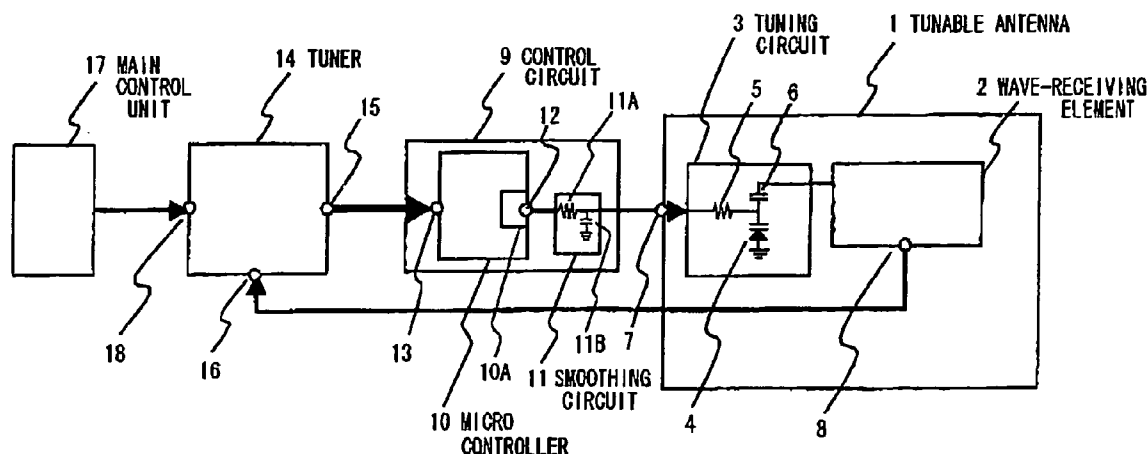 3 TUNING
CIRCUIT
1 TUNABLE ANTENNA
17 MAIN
CONTROL
UNIT
14 TUNER
9 CONTROL
CIRCUIT
11A
5
6
2 WAVE-RECEIVING
ELEMENT
15
12
18
16
13
10A
11B
7
11 SMOOTHING
CIRCUIT
10 MICRO
CONTROLLER
4
8